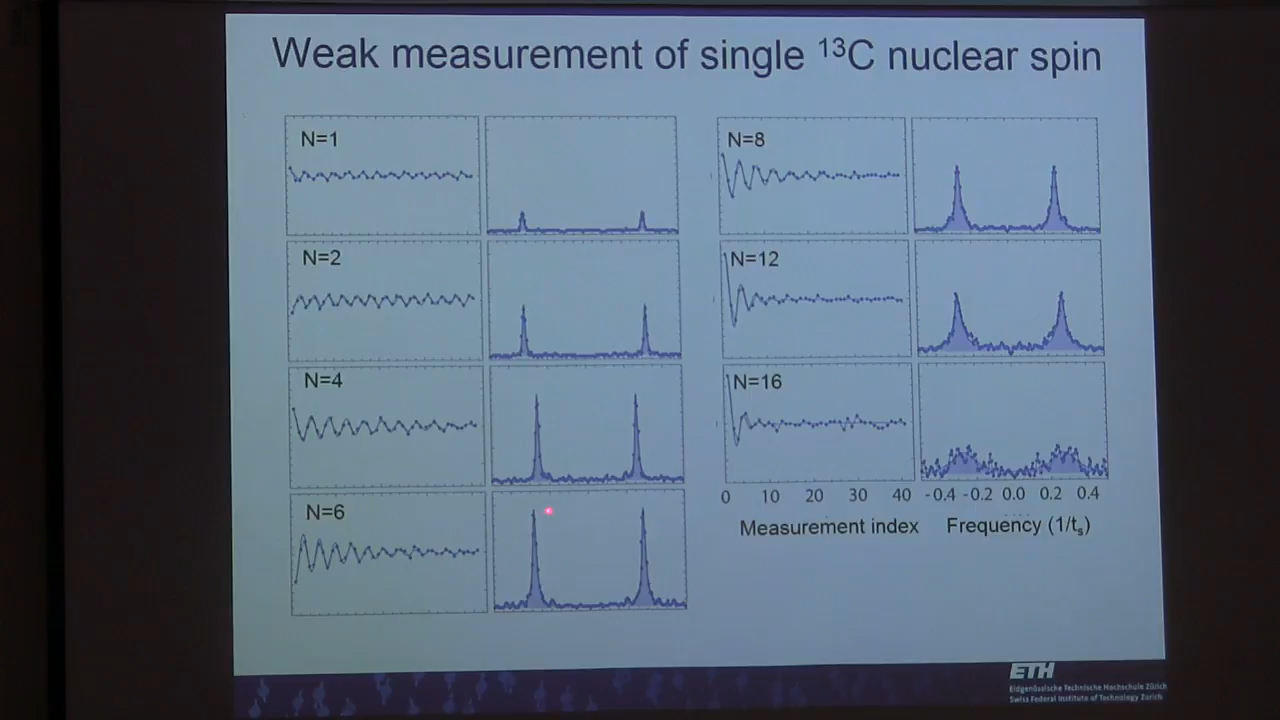 Weak measurement of single ¹³C nuclear spin
N=1
N=2
N=4
N=6
N=8
N=12
N=16
0 10 20 30 40
Measurement index
-0.4 -0.2 0.0 0.2 0.4
Frequency (1/tₛ)
ETH
Eidgenössische Technische Hochschule Zürich
Swiss Federal Institute of Technology Zurich